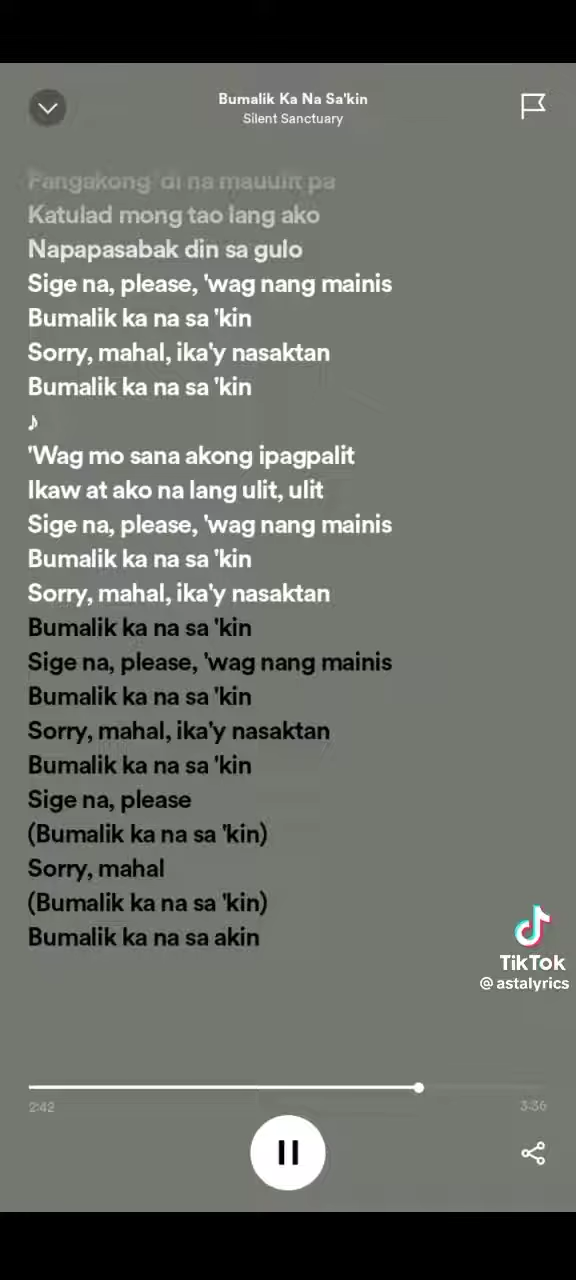 Bumalik Ka Na Sa'kin
Silent Sanctuary
Pangakong 'di na mauulit pa
Katulad mong tao lang ako
Napapasabak din sa gulo
Sige na, please, 'wag nang mainis
Bumalik ka na sa 'kin
Sorry, mahal, ika'y nasaktan
Bumalik ka na sa 'kin
♪
'Wag mo sana akong ipagpalit
Ikaw at ako na lang ulit, ulit
Sige na, please, 'wag nang mainis
Bumalik ka na sa 'kin
Sorry, mahal, ika'y nasaktan
Bumalik ka na sa 'kin
Sige na, please, 'wag nang mainis
Bumalik ka na sa 'kin
Sorry, mahal, ika'y nasaktan
Bumalik ka na sa 'kin
Sige na, please
(Bumalik ka na sa 'kin)
Sorry, mahal
(Bumalik ka na sa 'kin)
Bumalik ka na sa akin
TikTok
@astalyrics
2:42
3:36